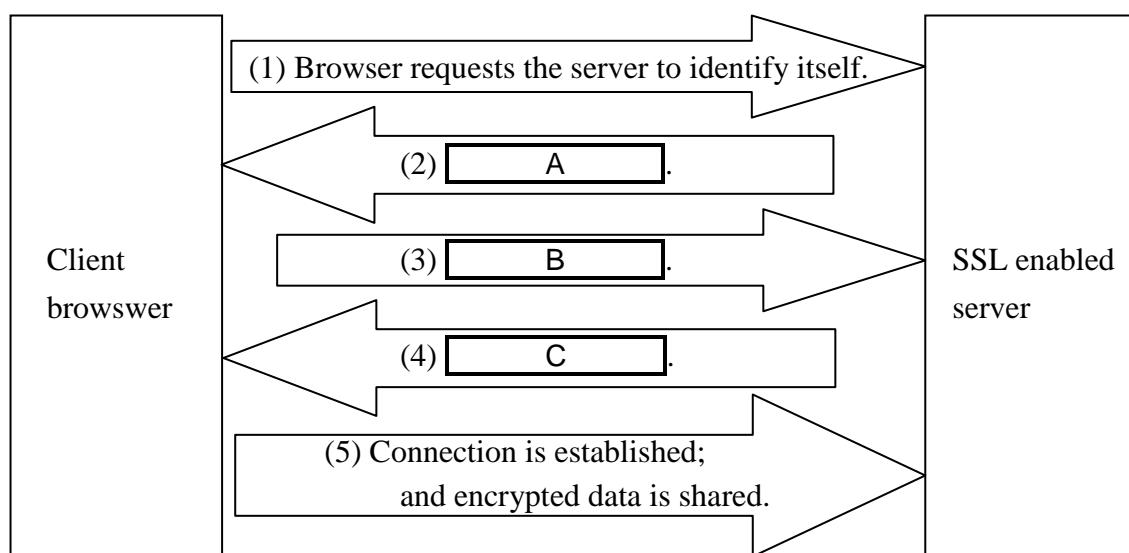 (1) Browser requests the server to identify itself.
(2) A .
Client
browswer
(3) B .
SSL enabled
server
(4) C .
(5) Connection is established;
and encrypted data is shared.